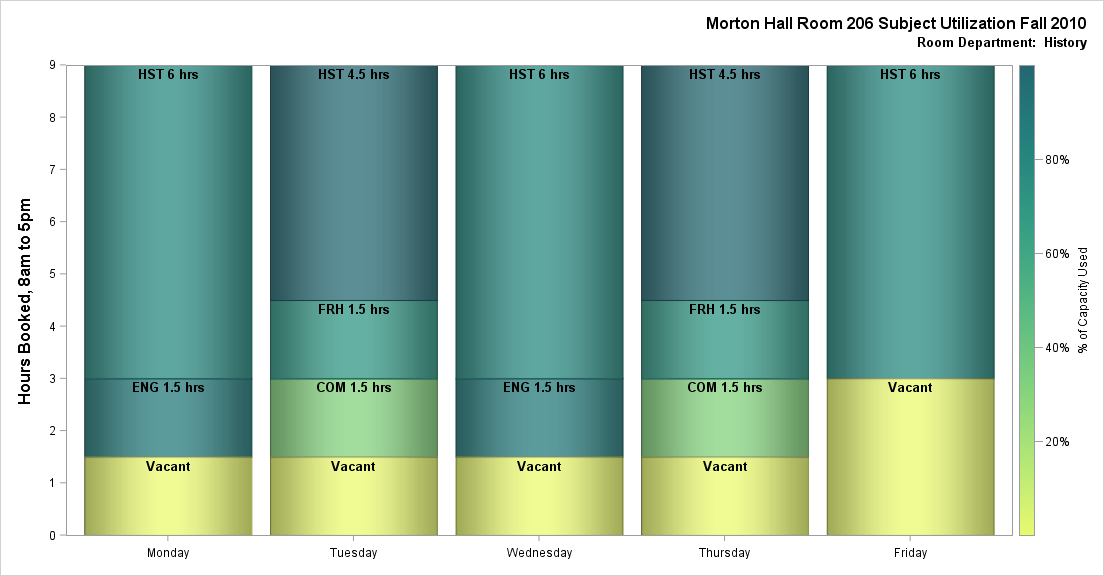 Morton Hall Room 206 Subject Utilization Fall 2010
Room Department:  History
Hours Booked, 8am to 5pm
9
8
7
6
5
4
3
2
1
0
HST 6 hrs
ENG 1.5 hrs
Vacant
HST 4.5 hrs
FRH 1.5 hrs
COM 1.5 hrs
Vacant
HST 6 hrs
ENG 1.5 hrs
Vacant
HST 4.5 hrs
FRH 1.5 hrs
COM 1.5 hrs
Vacant
HST 6 hrs
Vacant
Monday
Tuesday
Wednesday
Thursday
Friday
80%
60%
40%
20%
% of Capacity Used